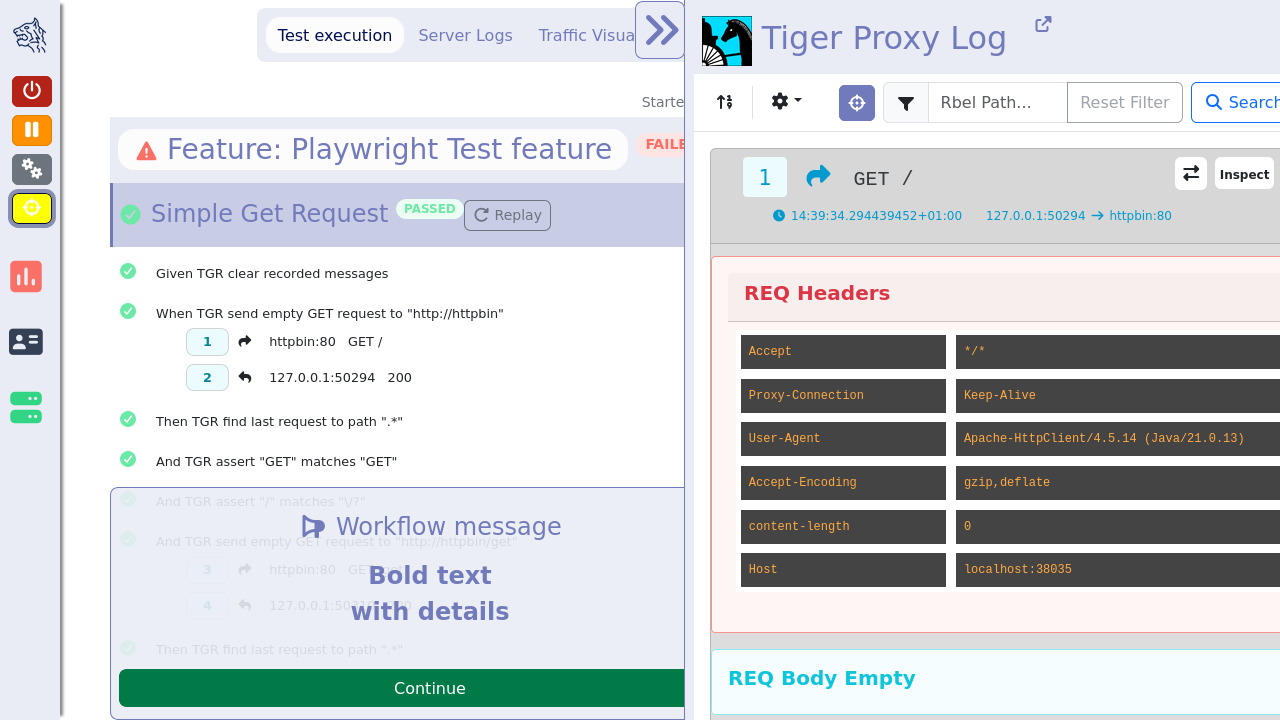 Test execution
Server Logs
Traffic Visua
Starte
Feature: Playwright Test feature
FAILE
Simple Get Request
PASSED
Replay
Given TGR clear recorded messages
When TGR send empty GET request to "http://httpbin"
1 httpbin:80 GET /
2 127.0.0.1:50294 200
Then TGR find last request to path ".*"
And TGR assert "GET" matches "GET"
And TGR assert "/" matches "\/?"
And TGR send empty GET request to "http://httpbin/get"
3 httpbin:80 GET
4
Then TGR find last request to path ".*"
Workflow message
Bold text
with details
Continue
Tiger Proxy Log
Rbel Path...
Reset Filter
Search
1 GET /
Inspect
14:39:34.294439452+01:00 127.0.0.1:50294 → httpbin:80
REQ Headers
Accept */*
Proxy-Connection Keep-Alive
User-Agent Apache-HttpClient/4.5.14 (Java/21.0.13)
Accept-Encoding gzip,deflate
content-length 0
Host localhost:38035
REQ Body Empty